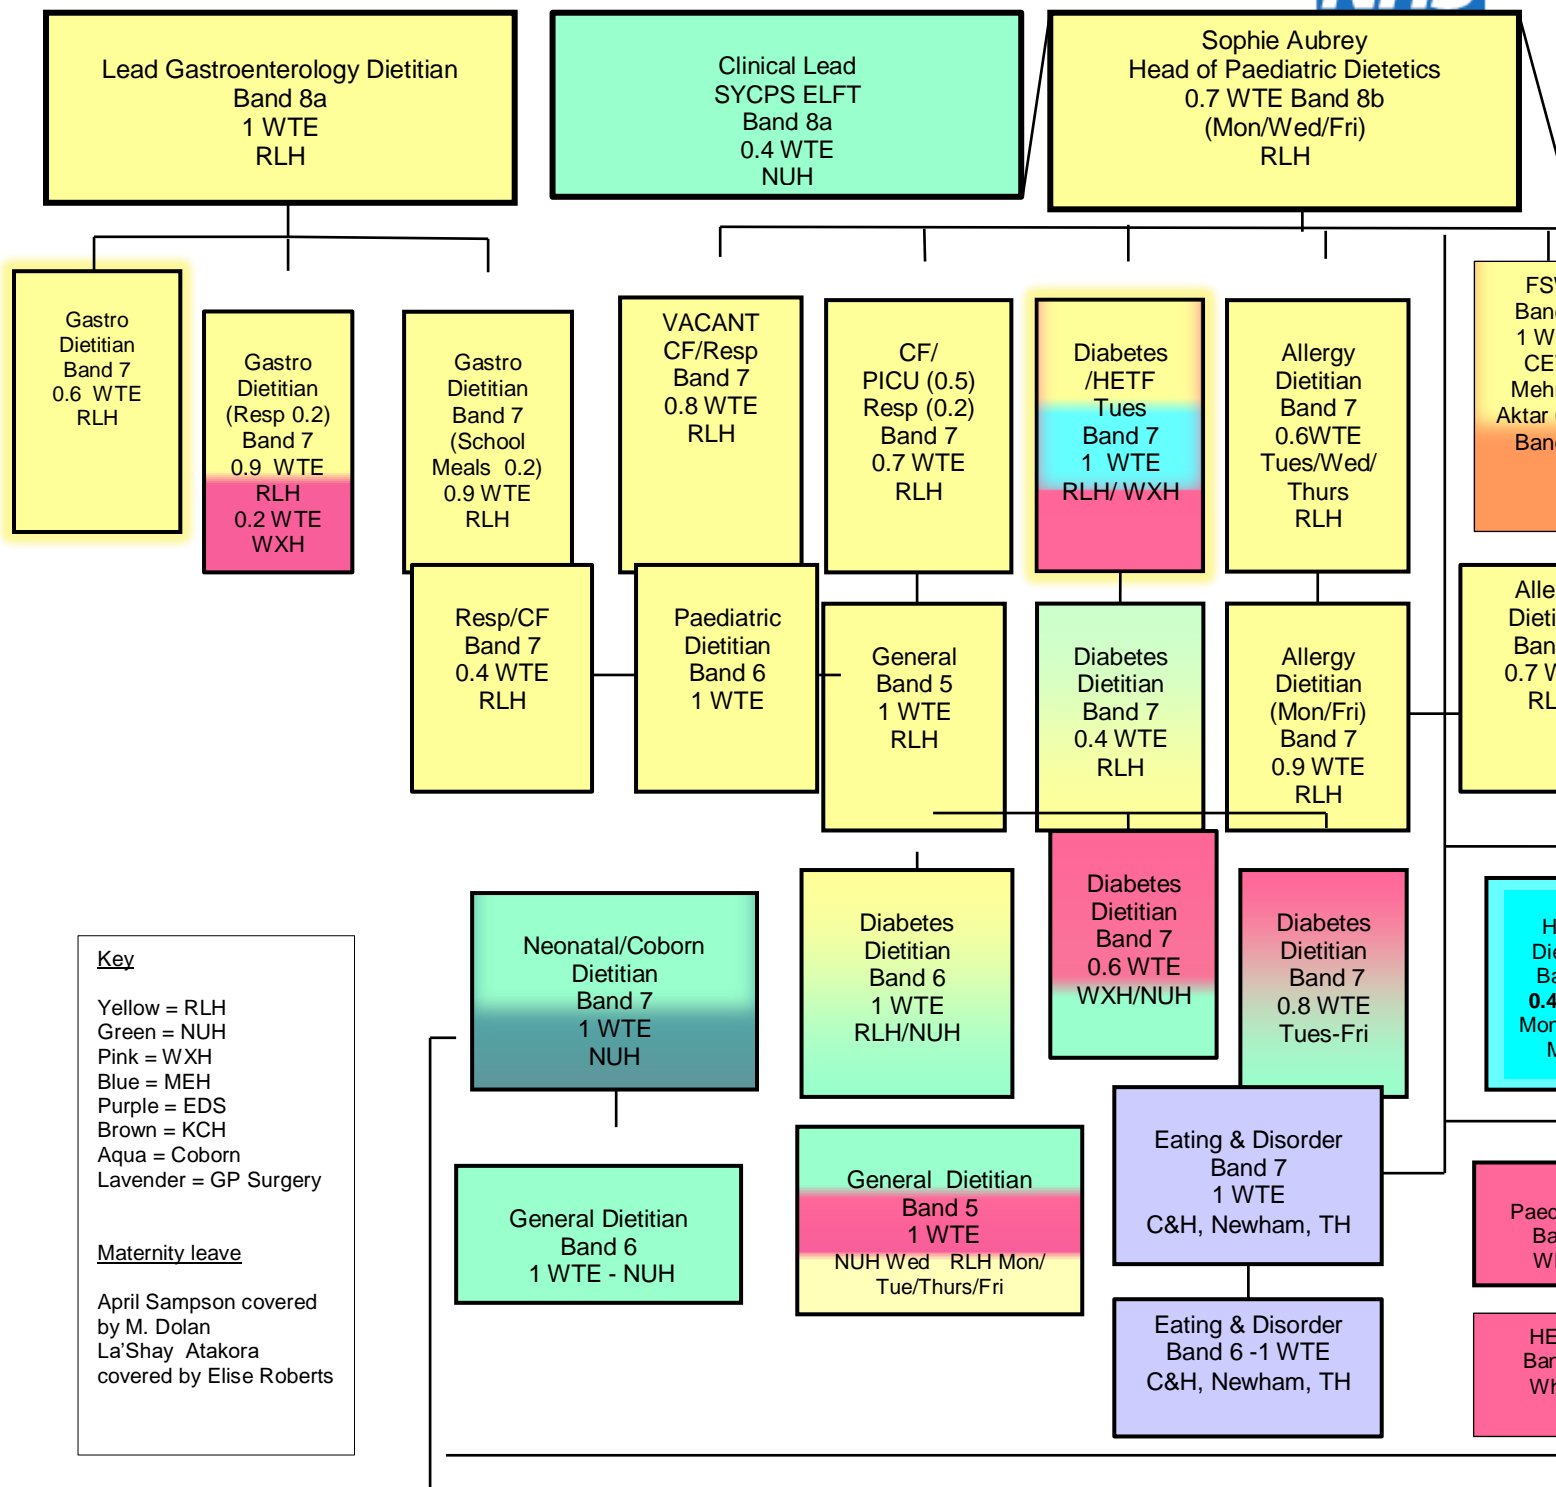 NHS
Lead Gastroenterology Dietitian
Band 8a
1 WTE
RLH
Clinical Lead
SYCPS ELFT
Band 8a
0.4 WTE
NUH
Sophie Aubrey
Head of Paediatric Dietetics
0.7 WTE Band 8b
(Mon/Wed/Fri)
RLH
Gastro
Dietitian
Band 7
0.6 WTE
RLH
Gastro
Dietitian
(Resp 0.2)
Band 7
0.9 WTE
RLH
0.2 WTE
WXH
Gastro
Dietitian
Band 7
(School
Meals 0.2)
0.9 WTE
RLH
VACANT
CF/Resp
Band 7
0.8 WTE
RLH
CF/
PICU (0.5)
Resp (0.2)
Band 7
0.7 WTE
RLH
Diabetes
/HETF
Tues
Band 7
1 WTE
RLH/ WXH
Allergy
Dietitian
Band 7
0.6WTE
Tues/Wed/
Thurs
RLH
1 W
Aktar
Resp/CF
Band 7
0.4 WTE
RLH
Paediatric
Dietitian
Band 6
1 WTE
General
Band 5
1 WTE
RLH
Diabetes
Dietitian
Band 7
0.4 WTE
RLH
Allergy
Dietitian
(Mon/Fri)
Band 7
0.9 WTE
RLH
0.7
Neonatal/Coborn
Dietitian
Band 7
1 WTE
NUH
Diabetes
Dietitian
Band 6
1 WTE
RLH/NUH
Diabetes
Dietitian
Band 7
0.6 WTE
WXH/NUH
Diabetes
Dietitian
Band 7
0.8 WTE
Tues-Fri
0.4
Key
Yellow = RLH
Green = NUH
Pink = WXH
Blue = MEH
Purple = EDS
Brown = KCH
Aqua = Coborn
Lavender = GP Surgery
Maternity leave
April Sampson covered
by M. Dolan
La'Shay Atakora
covered by Elise Roberts
General Dietitian
Band 6
1 WTE - NUH
General Dietitian
Band 5
1 WTE
NUH Wed RLH Mon/
Tue/Thurs/Fri
Eating & Disorder
Band 7
1 WTE
C&H, Newham, TH
Eating & Disorder
Band 6 -1 WTE
C&H, Newham, TH